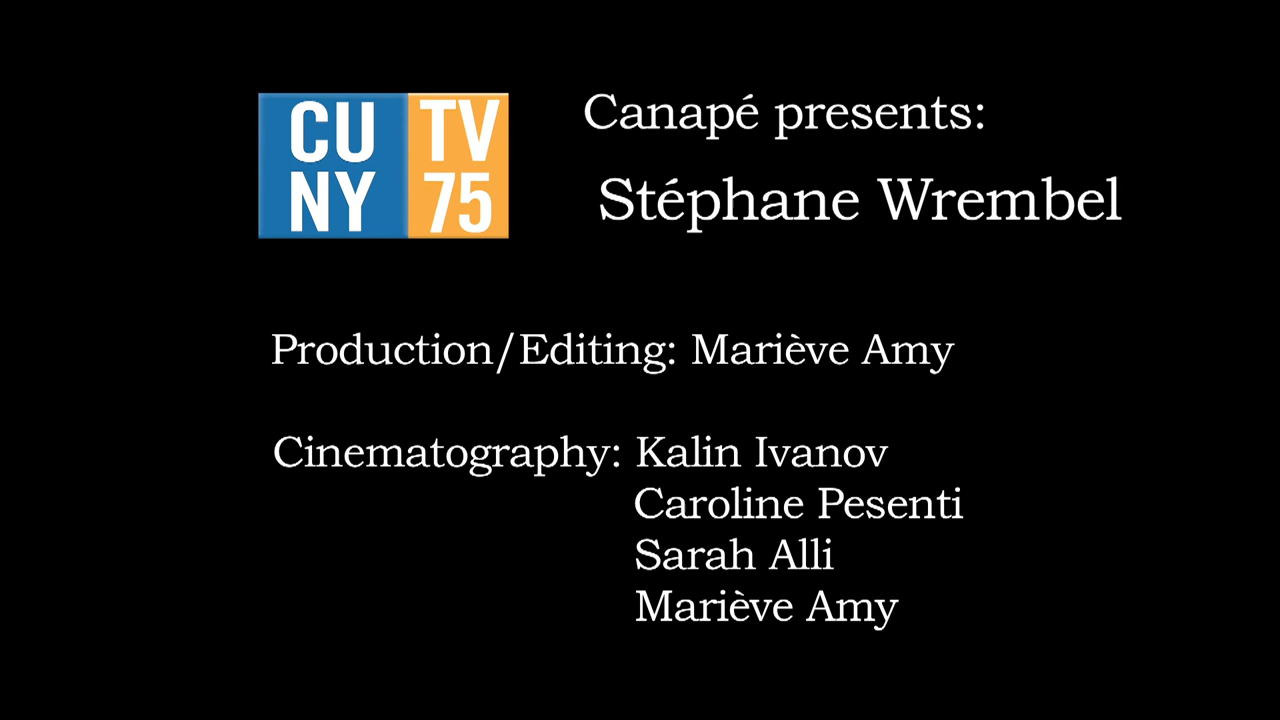 CU TV
NY 75
Canapé presents:
Stéphane Wrembel
Production/Editing: Mariève Amy
Cinematography: Kalin Ivanov
Caroline Pesenti
Sarah Alli
Mariève Amy